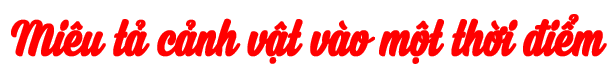 Miêu tả cảnh vật vào một thời điểm